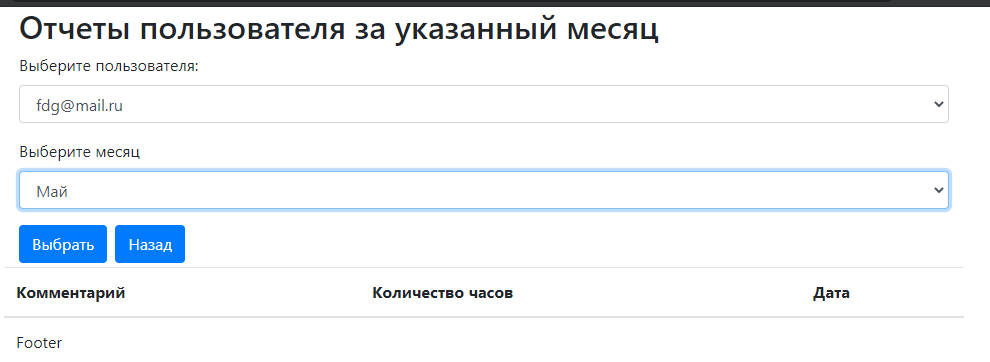 Отчеты пользователя за указанный месяц
Выберите пользователя:
fdg@mail.ru
Выберите месяц
Май
Выбрать Назад
Комментарий Количество часов Дата
Footer